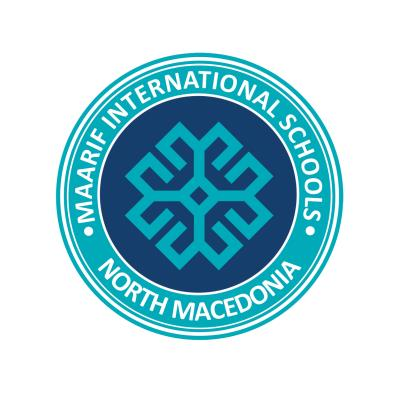 MAARIF INTERNATIONAL SCHOOLS
NORTH MACEDONIA